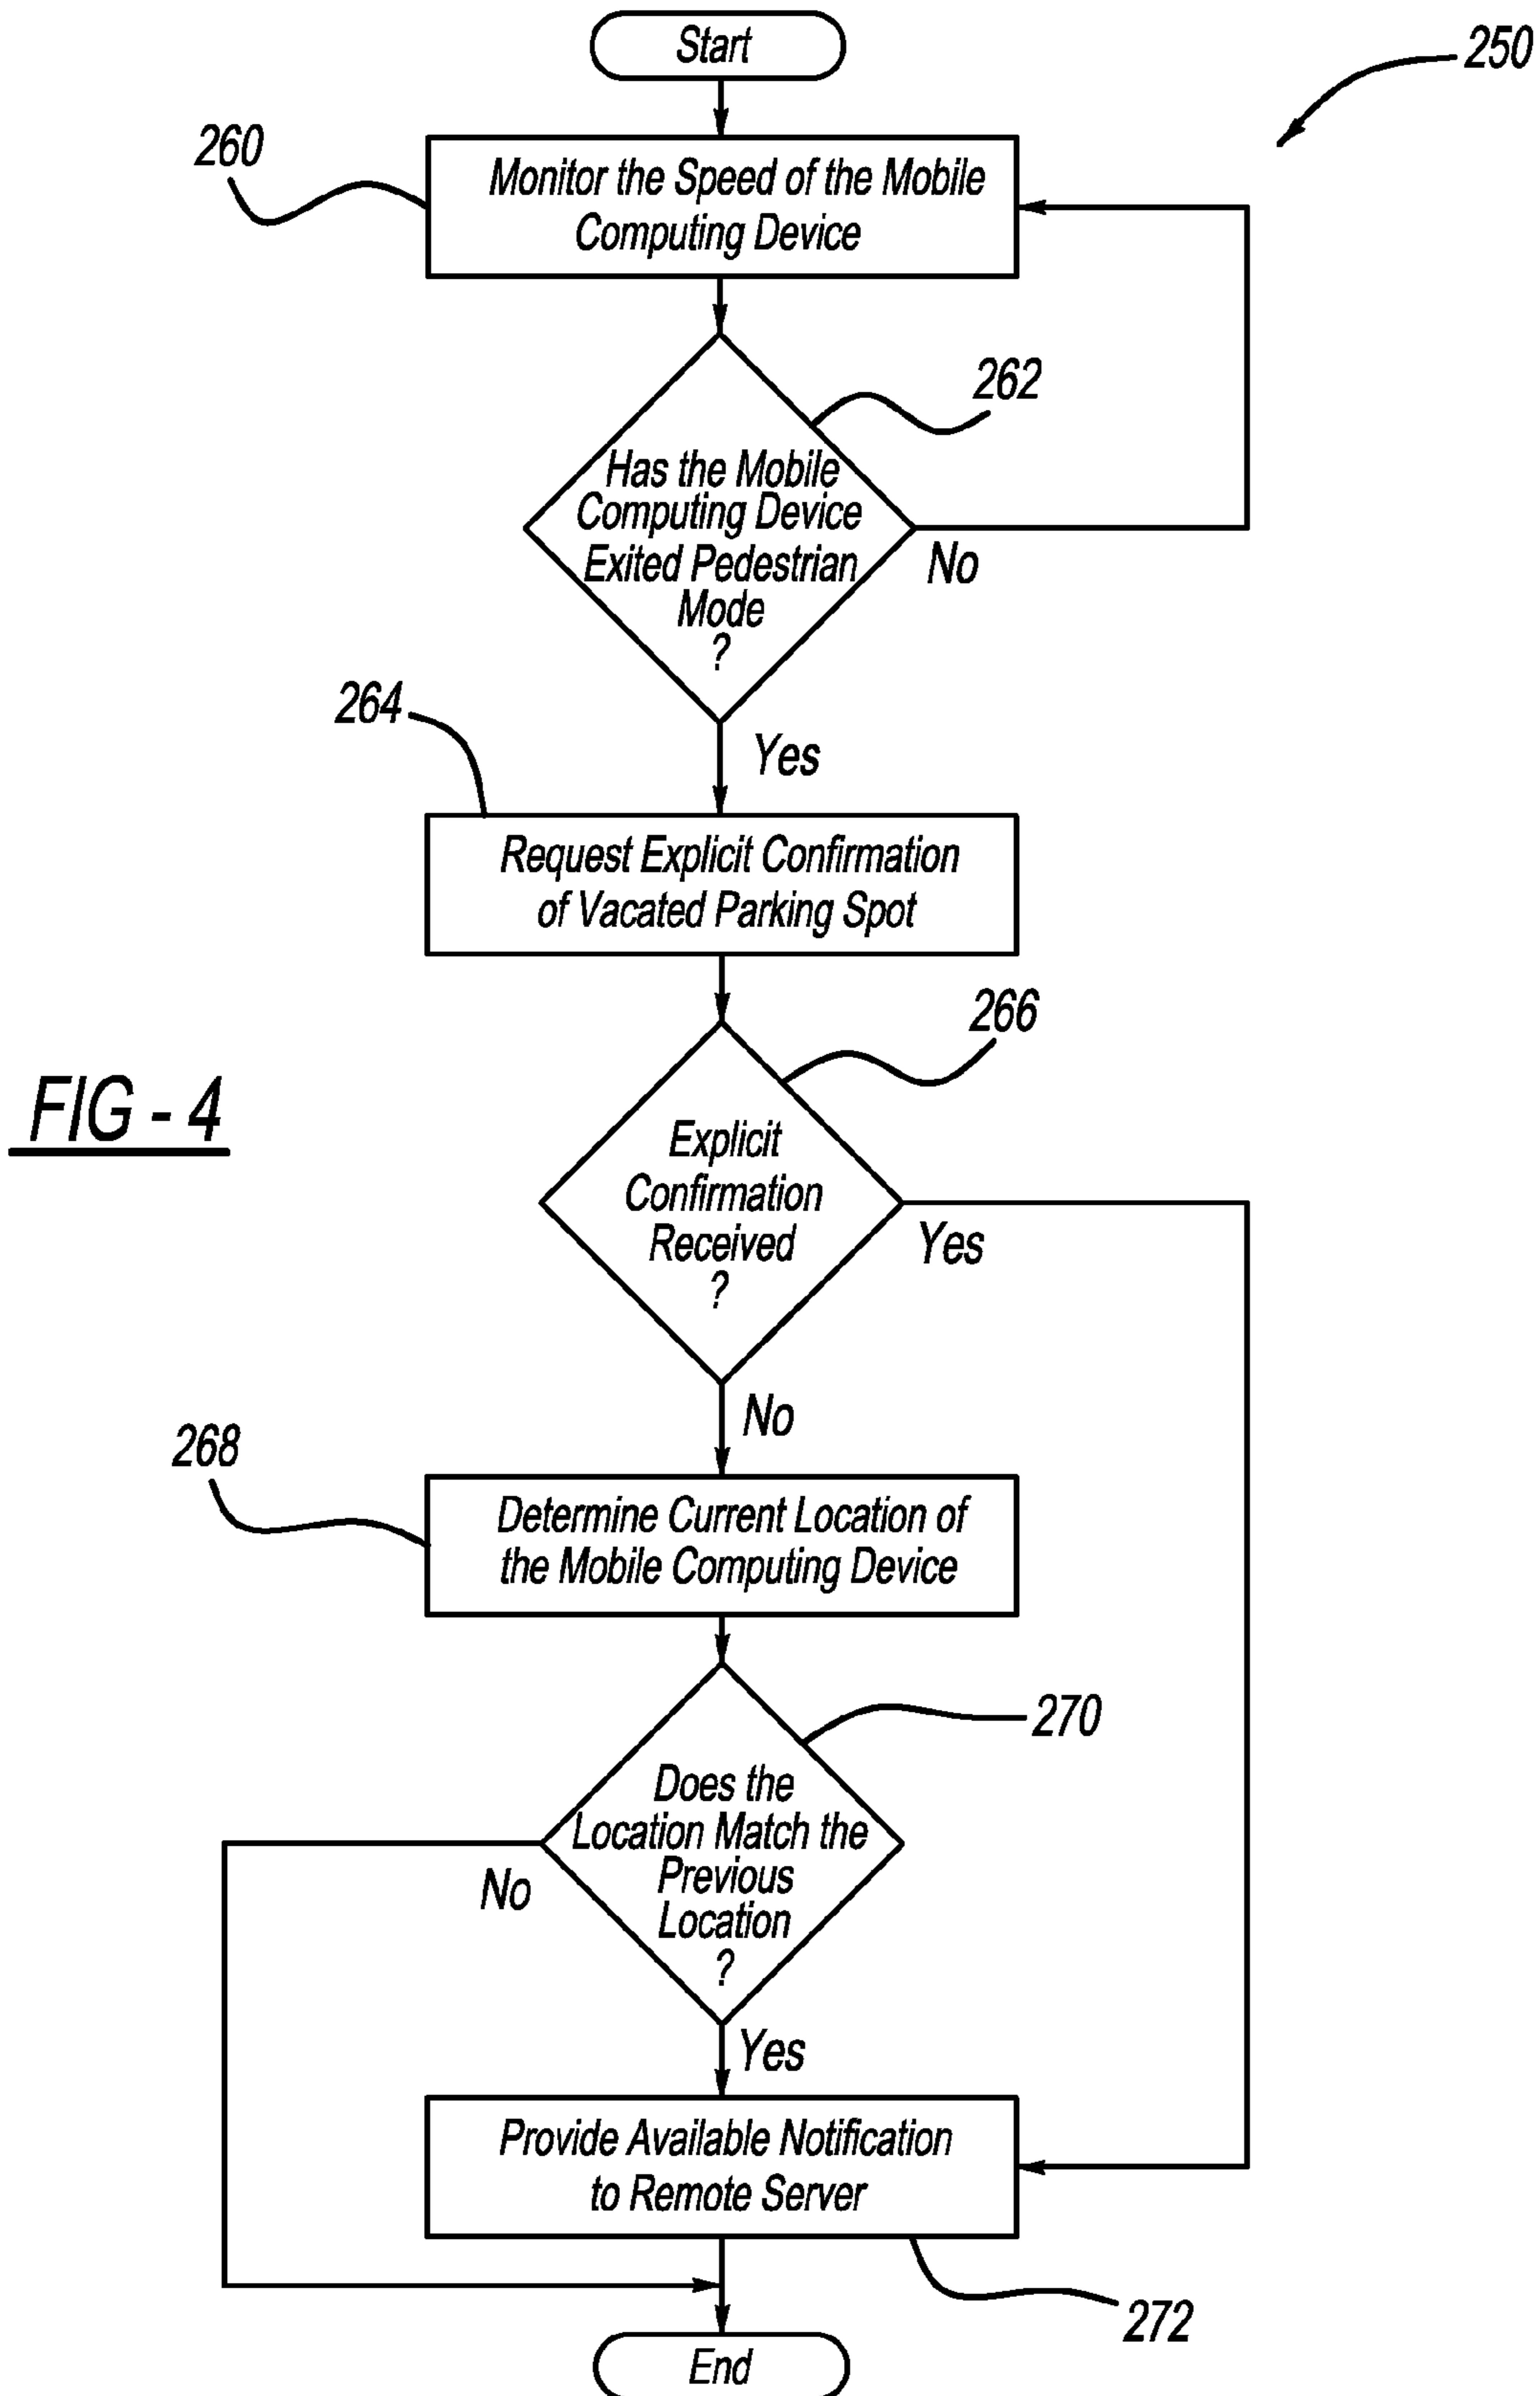 Start
250
260
Monitor the Speed of the Mobile
Computing Device
262
Has the Mobile
Computing Device
Exited Pedestrian
Mode
?
No
264
Yes
Request Explicit Confirmation
of Vacated Parking Spot
266
FIG - 4
Explicit
Confirmation
Received
?
Yes
No
268
Determine Current Location of
the Mobile Computing Device
270
Does the
Location Match the
Previous
Location
?
No
Yes
Provide Available Notification
to Remote Server
272
End